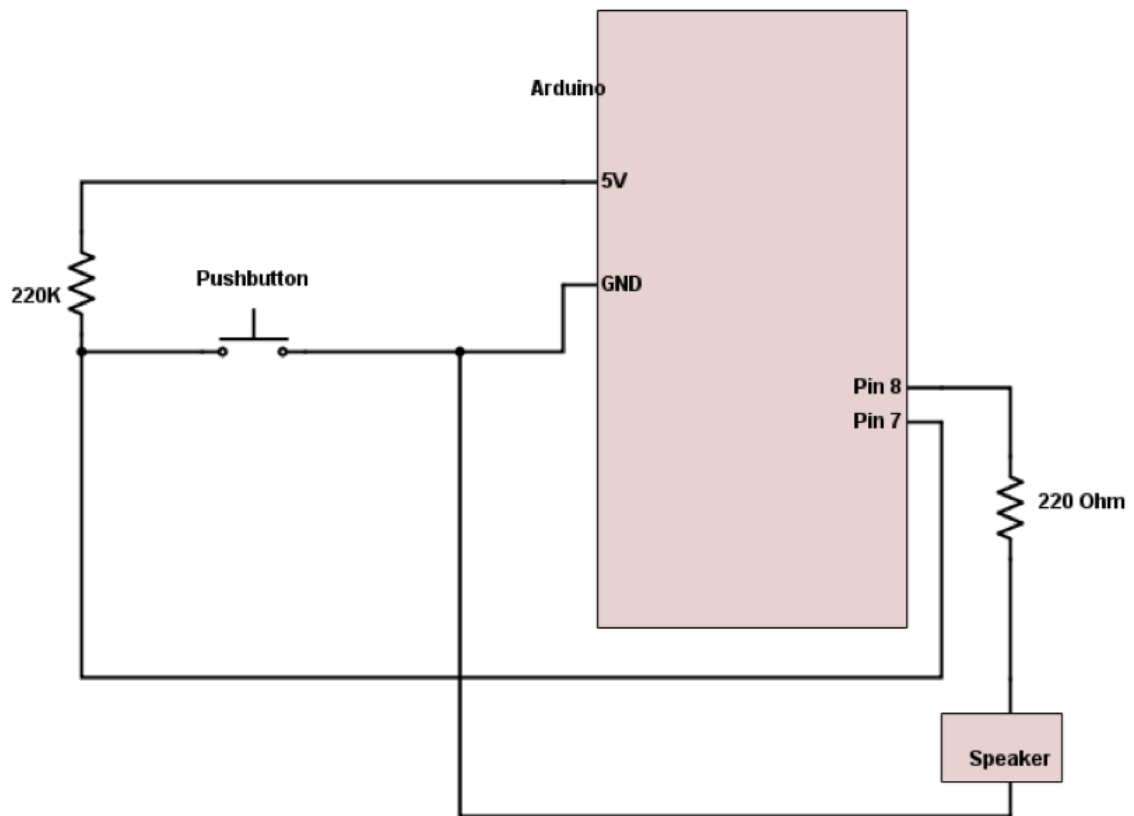 Arduino
5V
Pushbutton
220K
GND
Pin 8
Pin 7
220 Ohm
Speaker